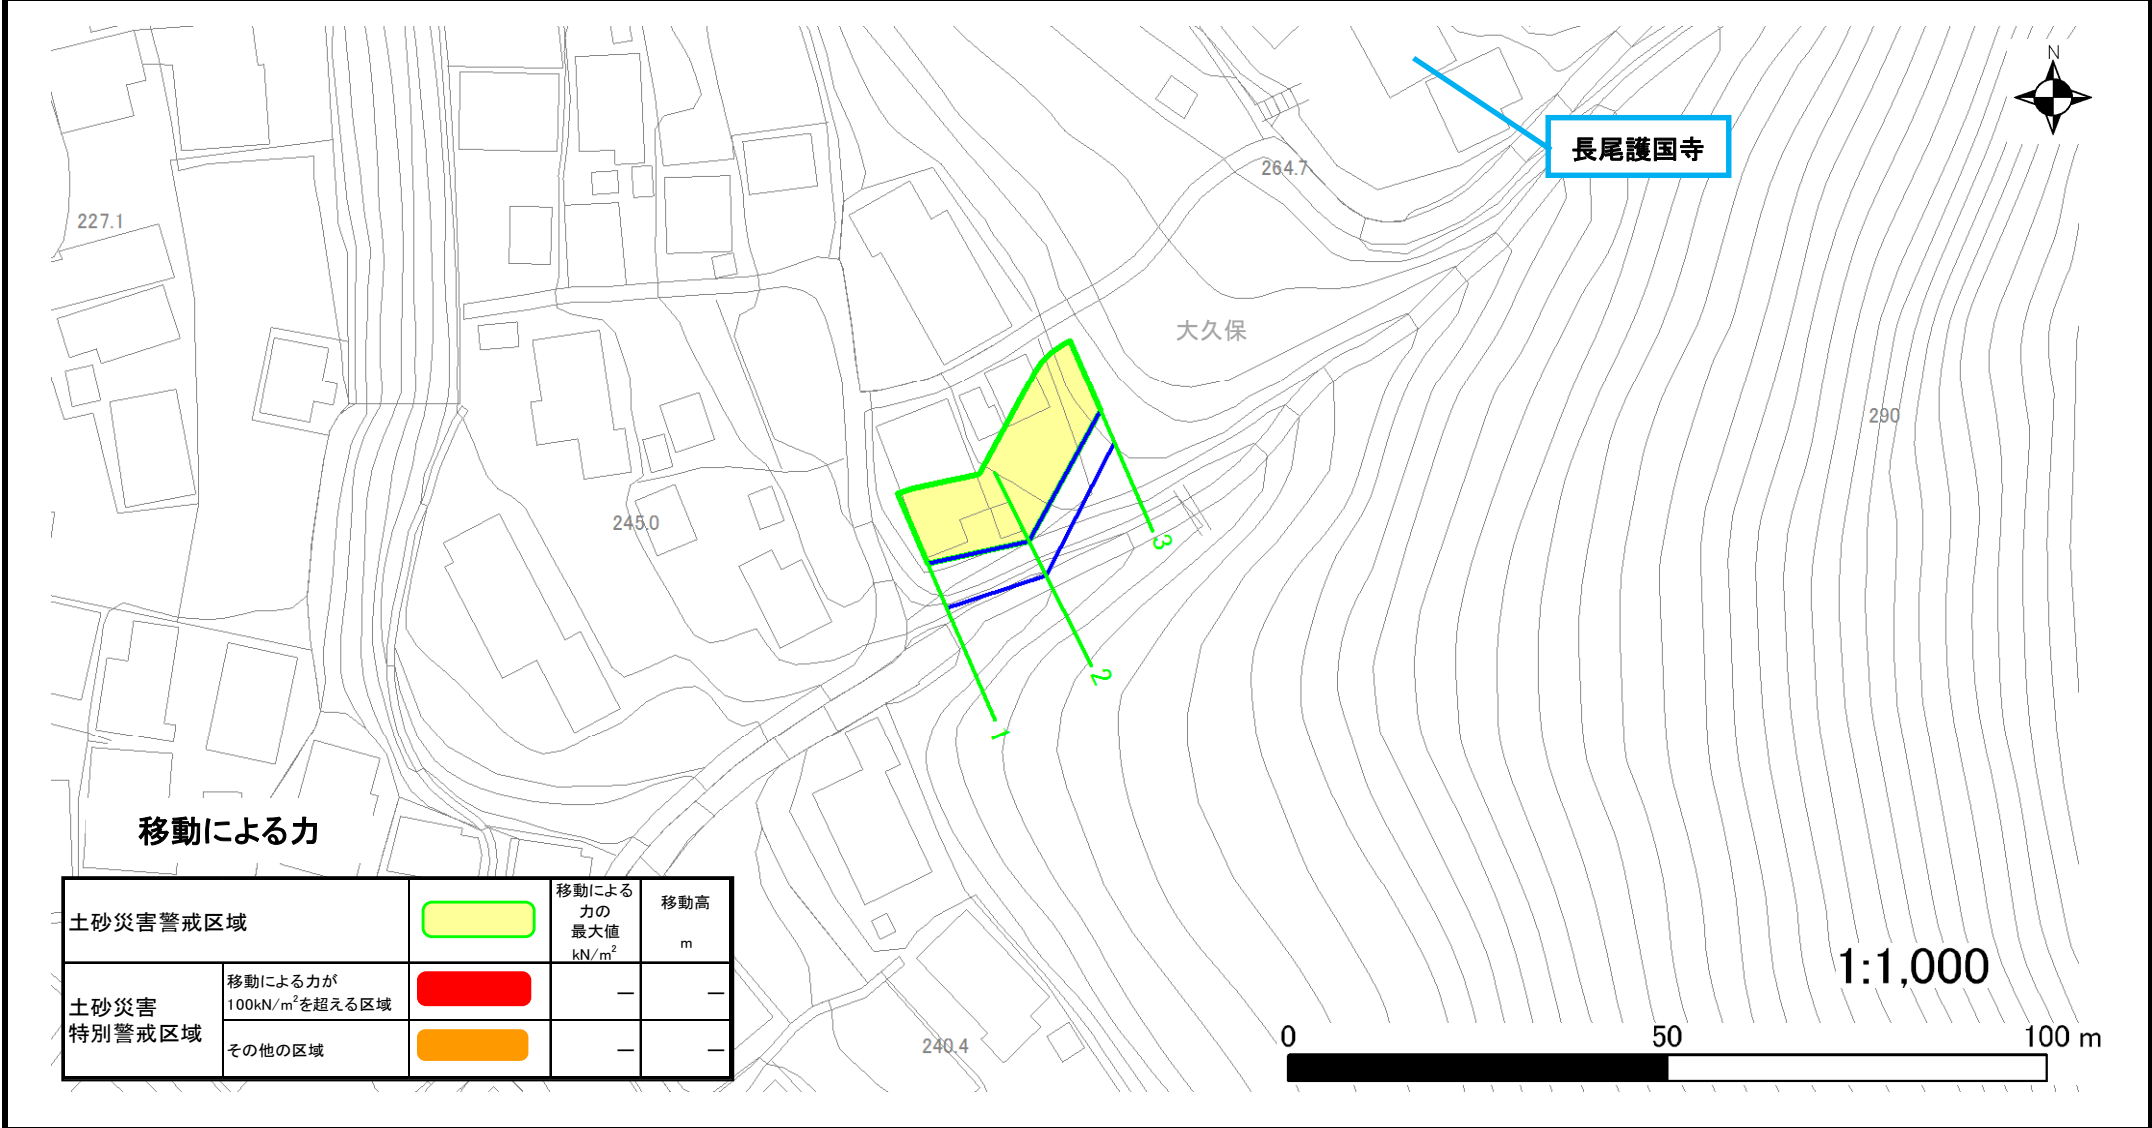 N
長尾護国寺
264.7
227.1
大久保
290
245.0
3
2
1
移動による力
土砂災害警戒区域
移動による
力の
最大値
kN/m²
移動高
m
土砂災害
特別警戒区域
移動による力が
100kN/m²を超える区域
―
―
その他の区域
―
―
240.4
1:1,000
0
50
100 m